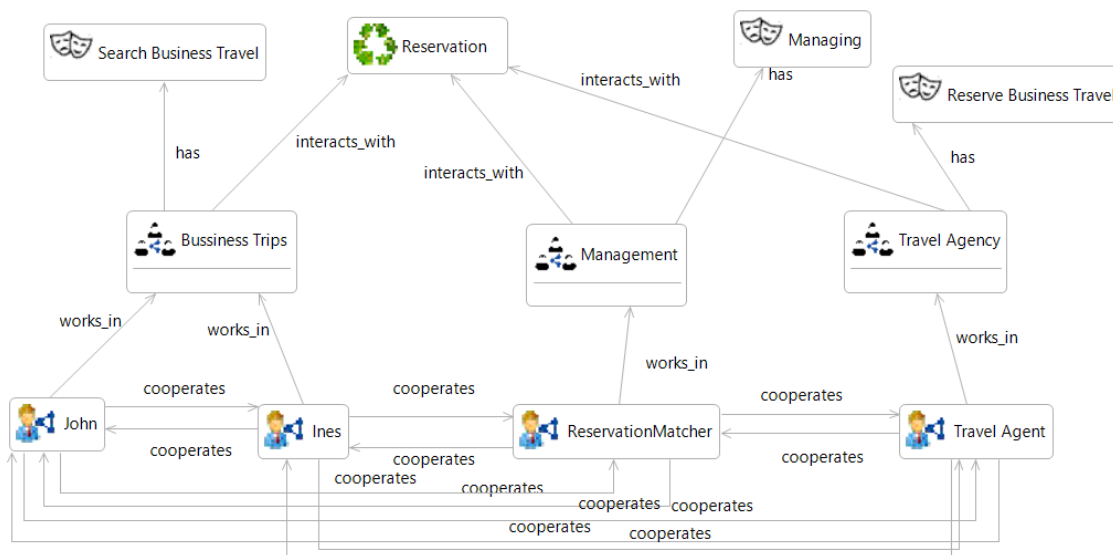 Search Business Travel
Reservation
Managing
Reserve Business Travel
interacts_with
has
has
interacts_with
has
interacts_with
Bussiness Trips
Management
Travel Agency
works_in
works_in
works_in
works_in
cooperates
cooperates
cooperates
John
Ines
ReservationMatcher
Travel Agent
cooperates
cooperates
cooperates
cooperates
cooperates
cooperates
cooperates
cooperates
cooperates